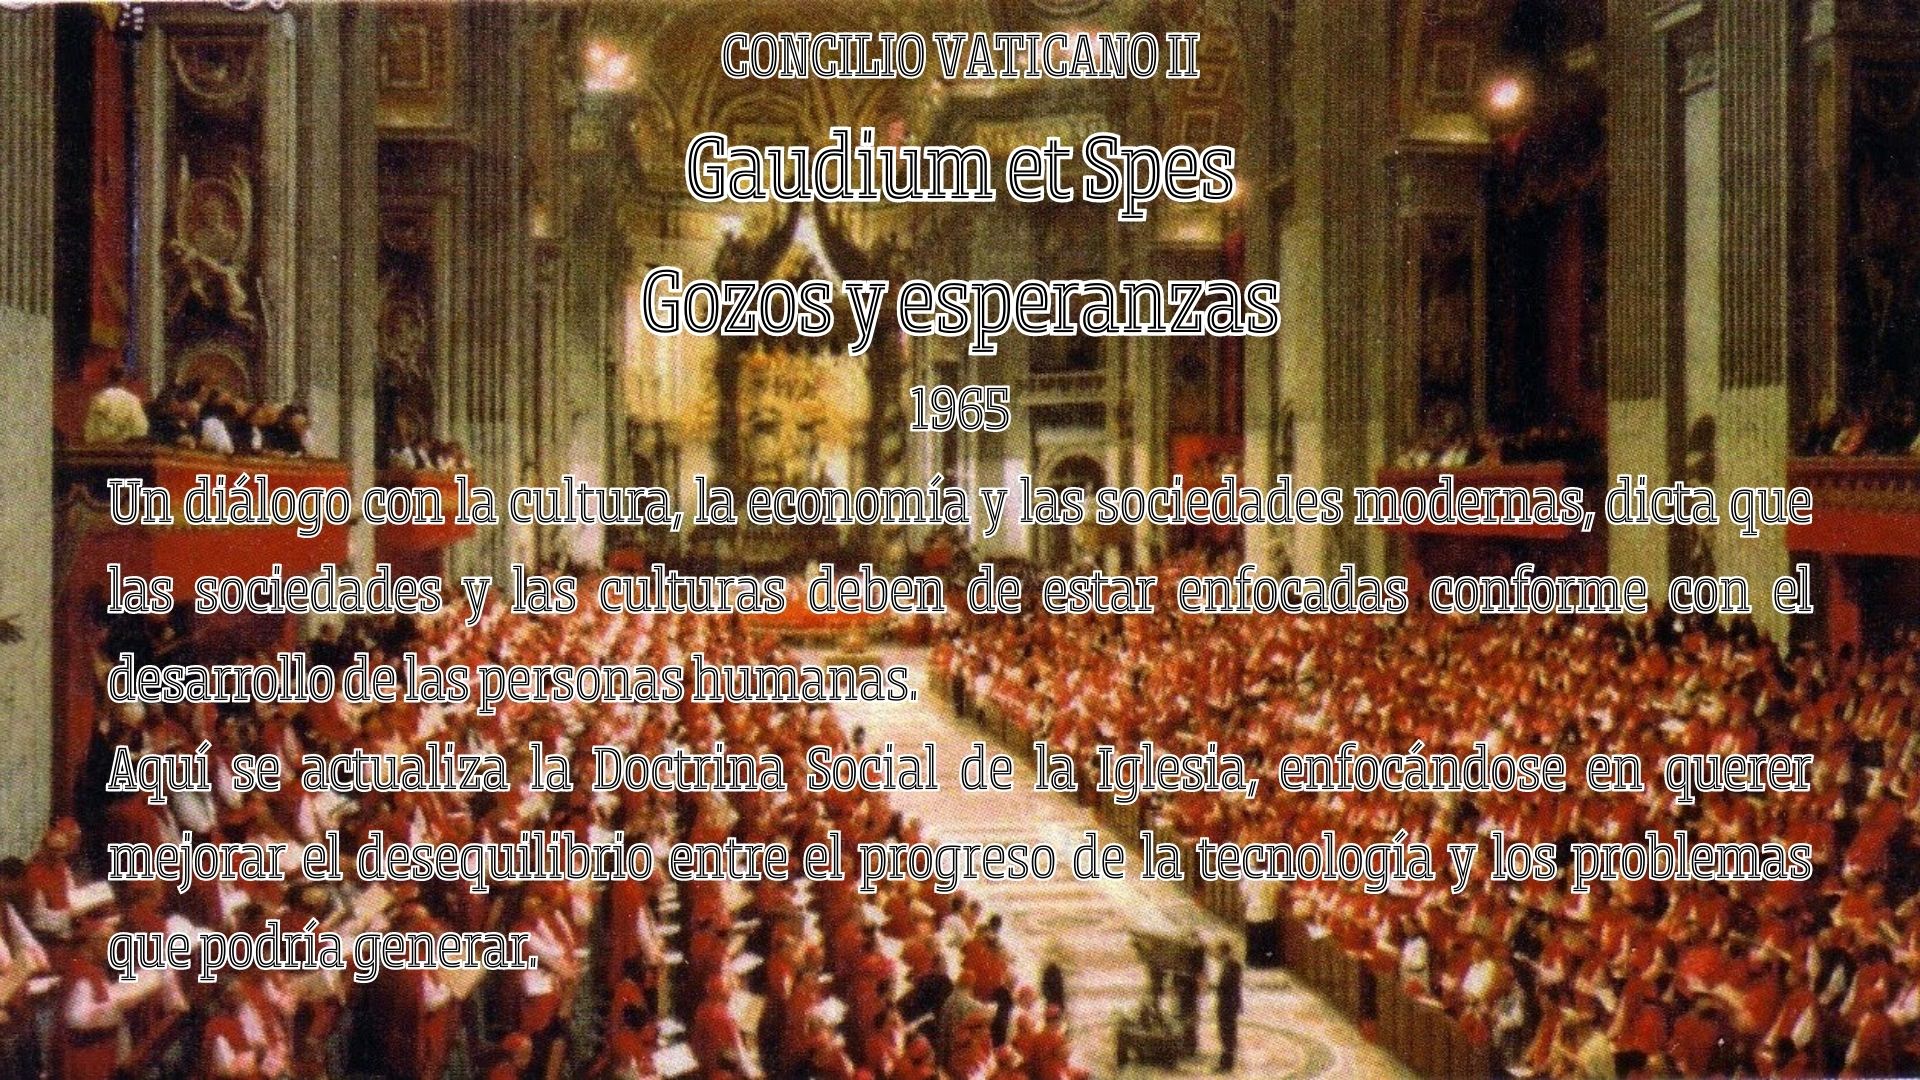 CONCILIO VATICANO II
Gaudium et Spes
Gozos y esperanzas
1965
Un diálogo con la cultura, la economía y las sociedades modernas, dicta que
las sociedades y las culturas deben de estar enfocadas conforme con el
desarrollo de las personas humanas.
Aquí se actualiza la Doctrina Social de la Iglesia, enfocándose en querer
mejorar el desequilibrio entre el progreso de la tecnología y los problemas
que podría generar.